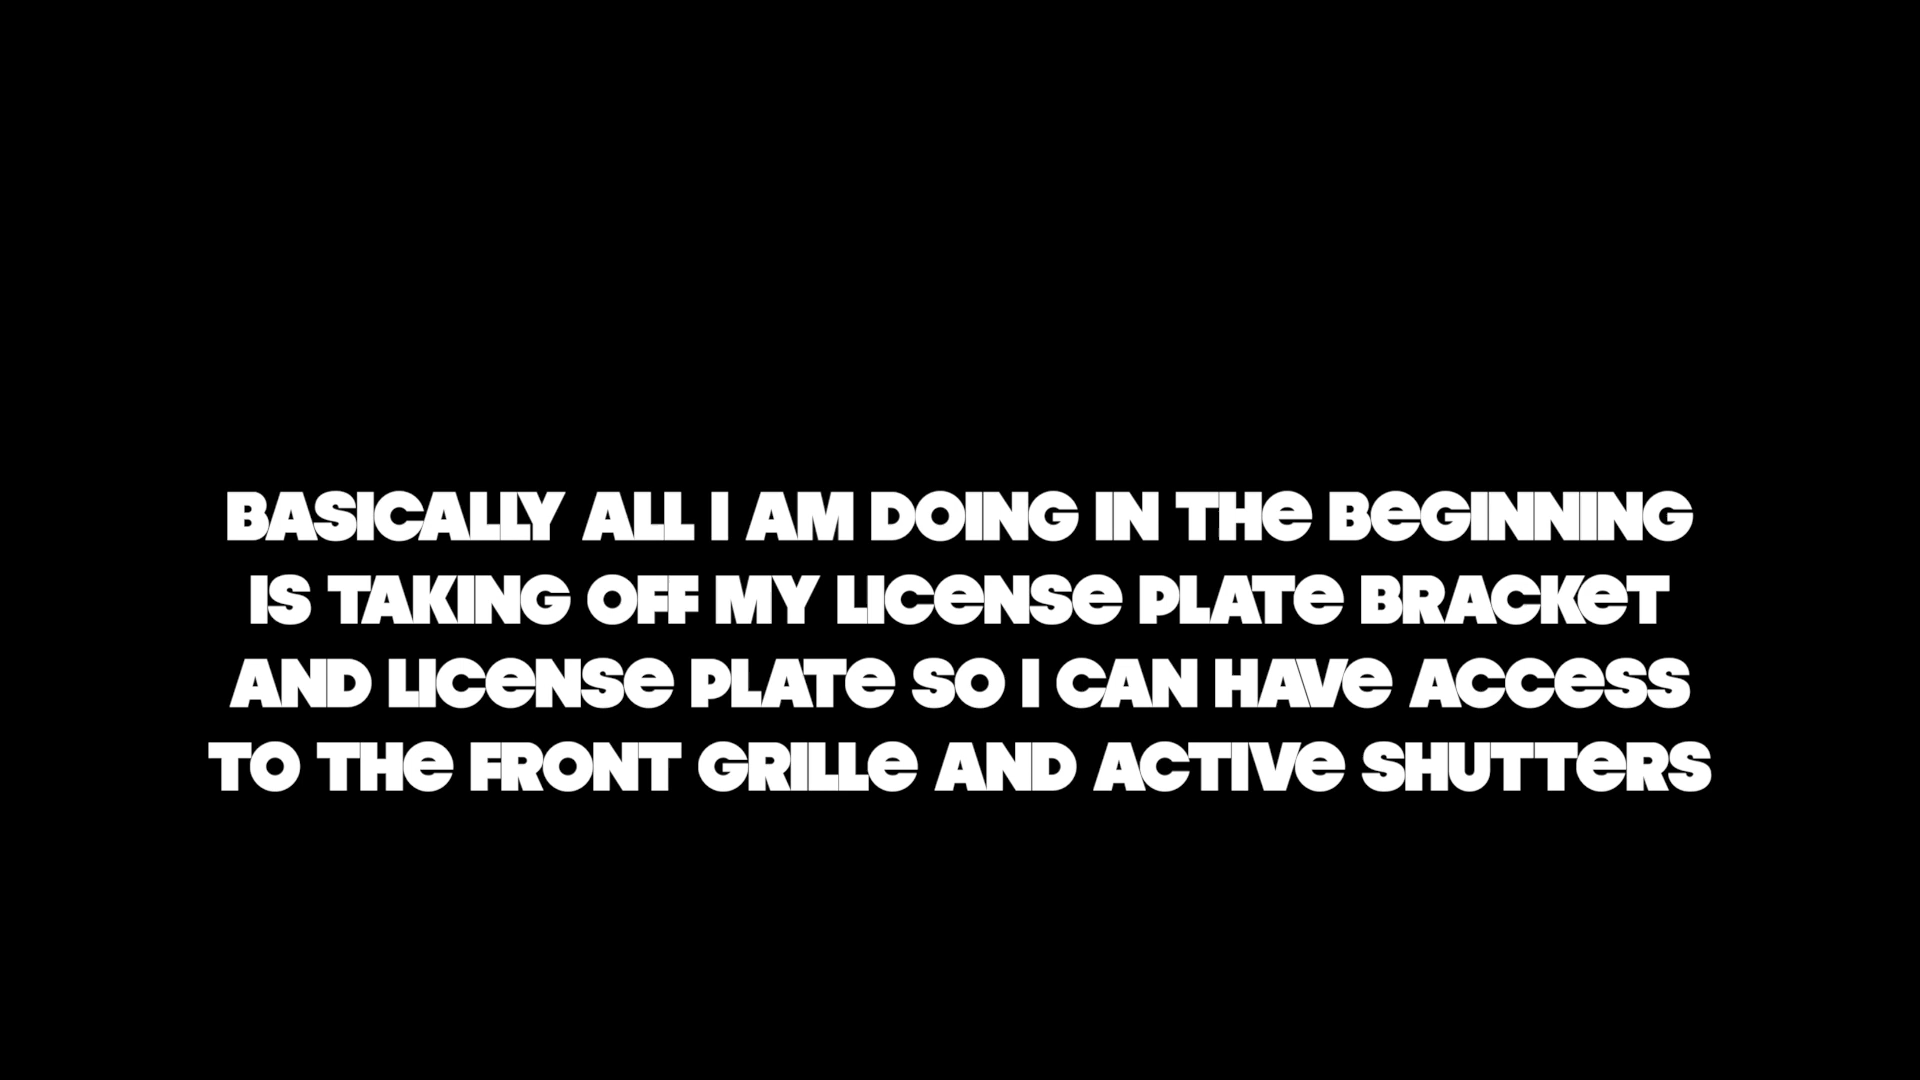 BASICALLY ALL I AM DOING IN THe BeGINNING
IS TAKING OFF MY LICeNSe PLATe BRACKeT
AND LICeNSe PLATe SO I CAN HAVe ACCeSS
TO THe FRONT GRILLe AND ACTIVe SHUTTeRS